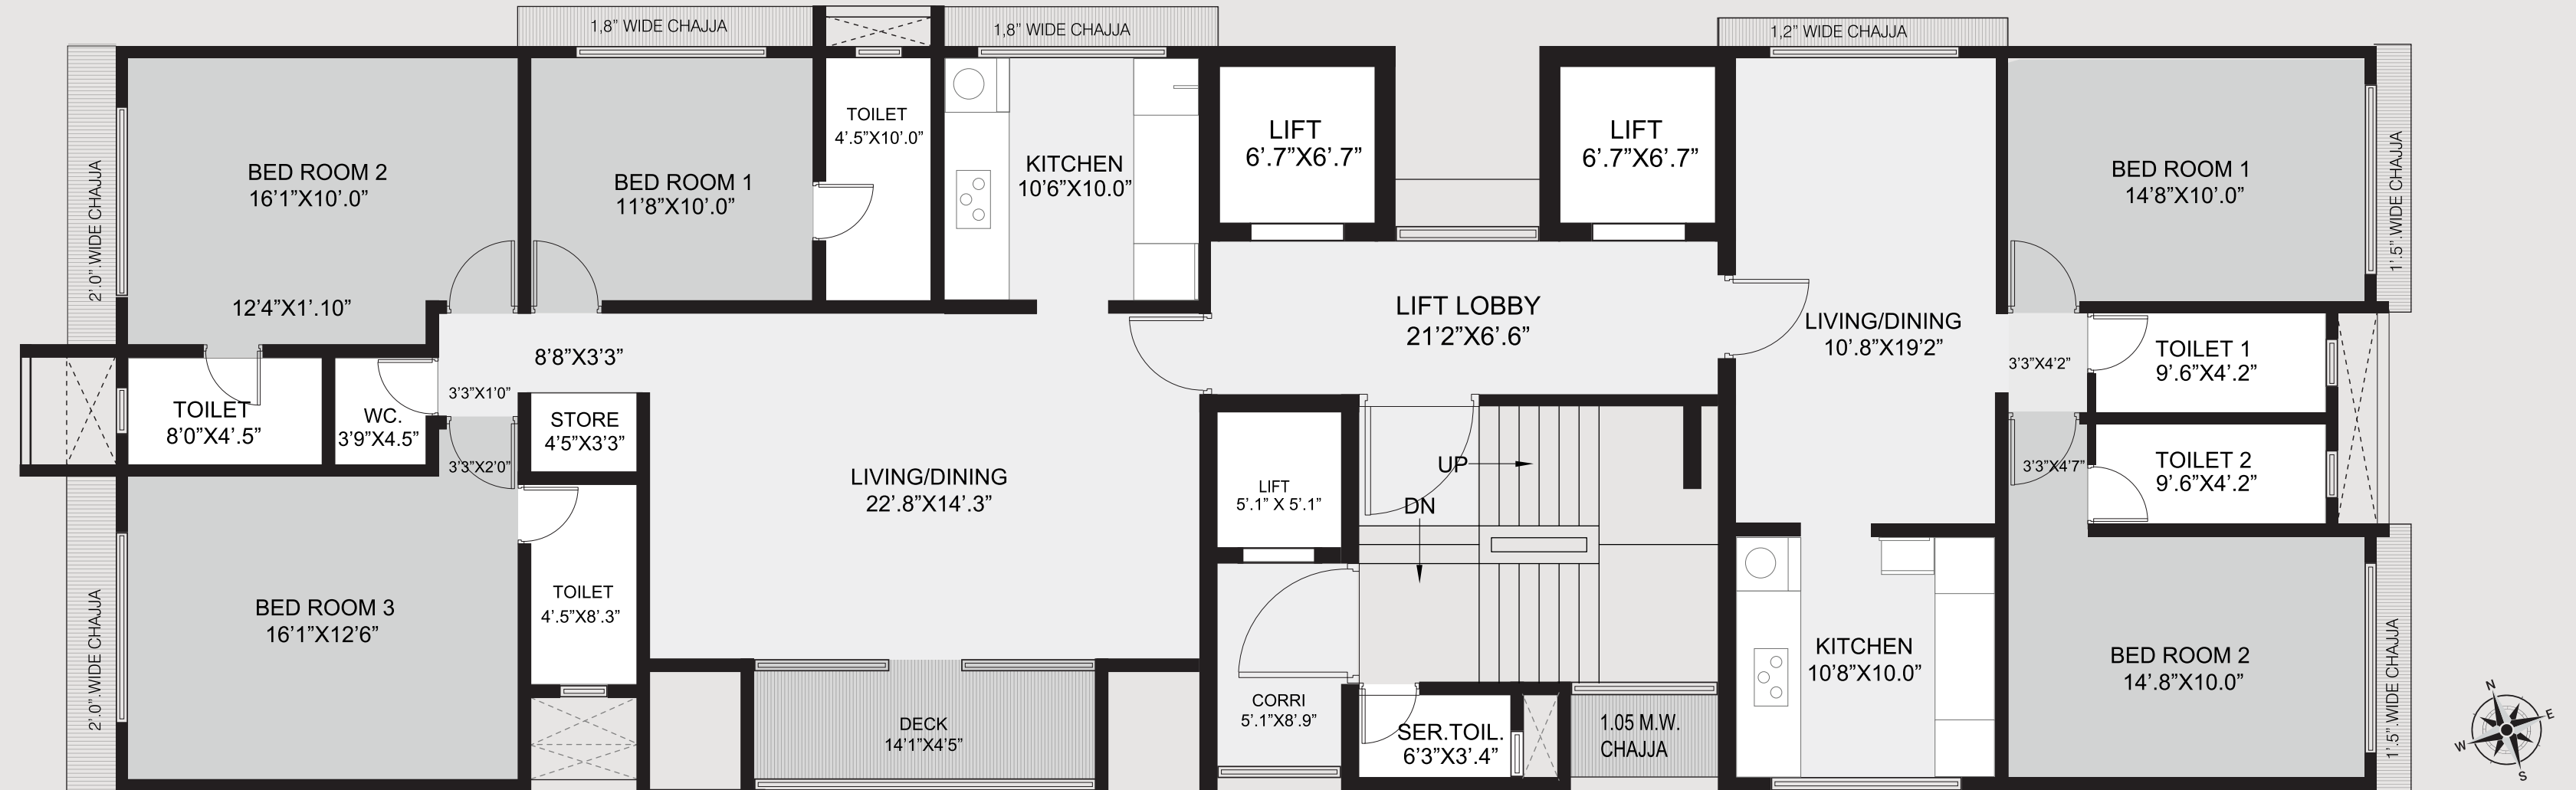 1,8” WIDE CHAJJA
1,8” WIDE CHAJJA
1,2” WIDE CHAJJA
2’.0”.WIDE CHAJJA
BED ROOM 2
16’1”X10’.0”
12’4”X1’.10”
BED ROOM 1
11’8”X10’.0”
TOILET
4’.5”X10’.0”
KITCHEN
10’6”X10.0”
LIFT
6’.7”X6’.7”
LIFT
6’.7”X6’.7”
BED ROOM 1
14’8”X10’.0”
1’.5”.WIDE CHAJJA
LIFT LOBBY
21’2”X6’.6”
LIVING/DINING
10’.8”X19’2”
3’3”X4’2”
TOILET 1
9’.6”X4’.2”
8’8”X3’3”
3’3”X1’0”
TOILET
8’0”X4’.5”
WC.
3’9”X4.5”
STORE
4’5”X3’3”
3’3”X2’0”
LIVING/DINING
22’.8”X14’.3”
LIFT
5’.1” X 5’.1”
UP
DN
3’3”X4’7”
TOILET 2
9’.6”X4’.2”
2’.0”.WIDE CHAJJA
BED ROOM 3
16’1”X12’6”
TOILET
4’.5”X8’.3”
DECK
14’1”X4’5”
CORRI
5’.1”X8’.9”
SER.TOIL.
6’3”X3’.4”
1.05 M.W.
CHAJJA
KITCHEN
10’8”X10.0”
BED ROOM 2
14’.8”X10.0”
1’.5”.WIDE CHAJJA
N
E
W
S